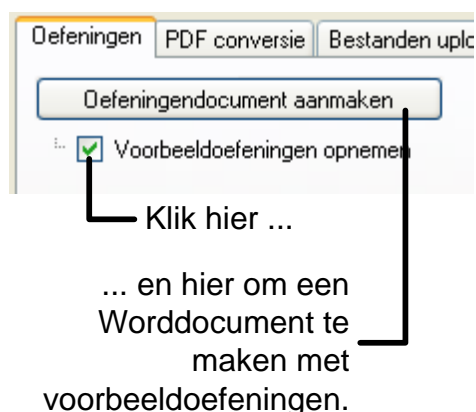 Oefeningen PDF conversie Bestanden uplo
Oefeningendocument aanmaken
Voorbeeldoefeningen opnemen
Klik hier ...
... en hier om een
Worddocument te
maken met
voorbeeldoefeningen.